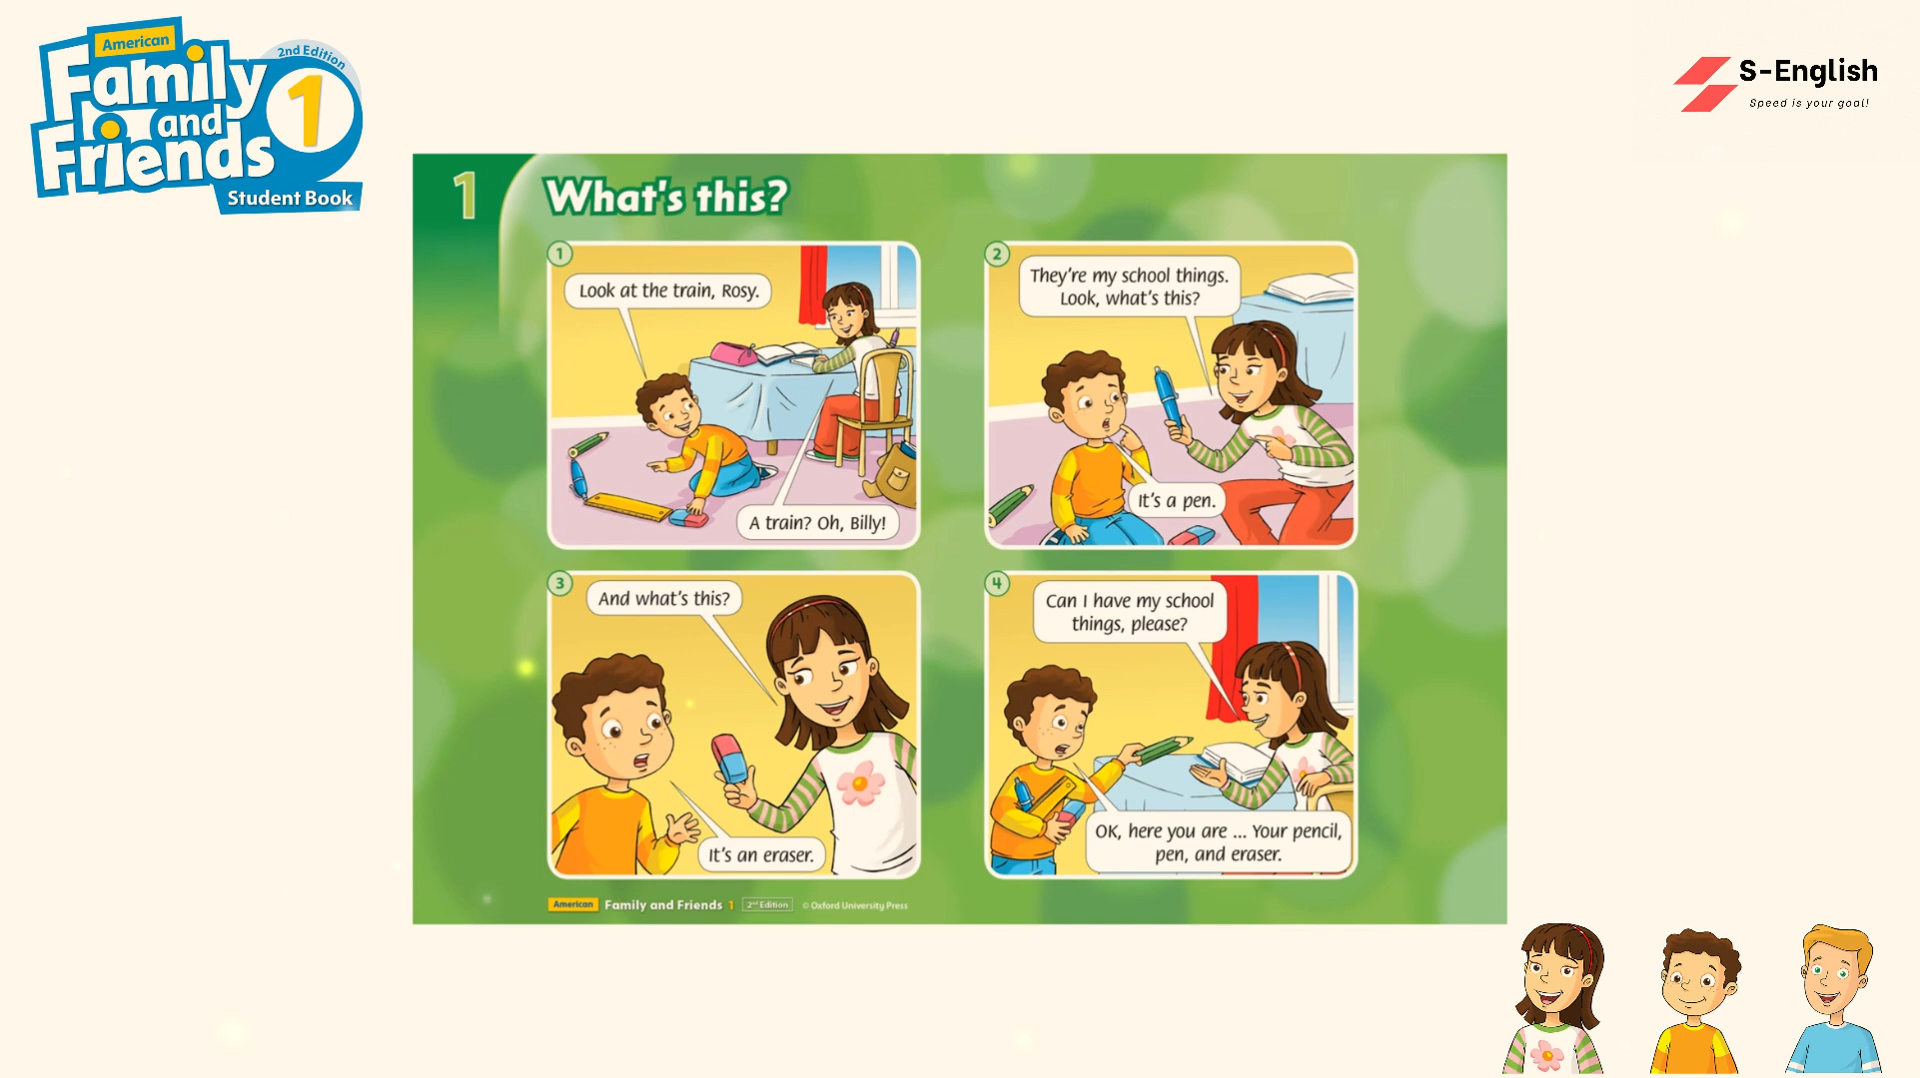 American
2nd Edition
Family
and
Friends
1
Student Book
S-English
Speed is your goal!
1
What's this?
1
Look at the train, Rosy.
A train? Oh, Billy!
2
They're my school things.
Look, what's this?
It's a pen.
3
And what's this?
It's an eraser.
4
Can I have my school
things, please?
OK, here you are ... Your pencil,
pen, and eraser.
American Family and Friends 1 2nd Edition © Oxford University Press